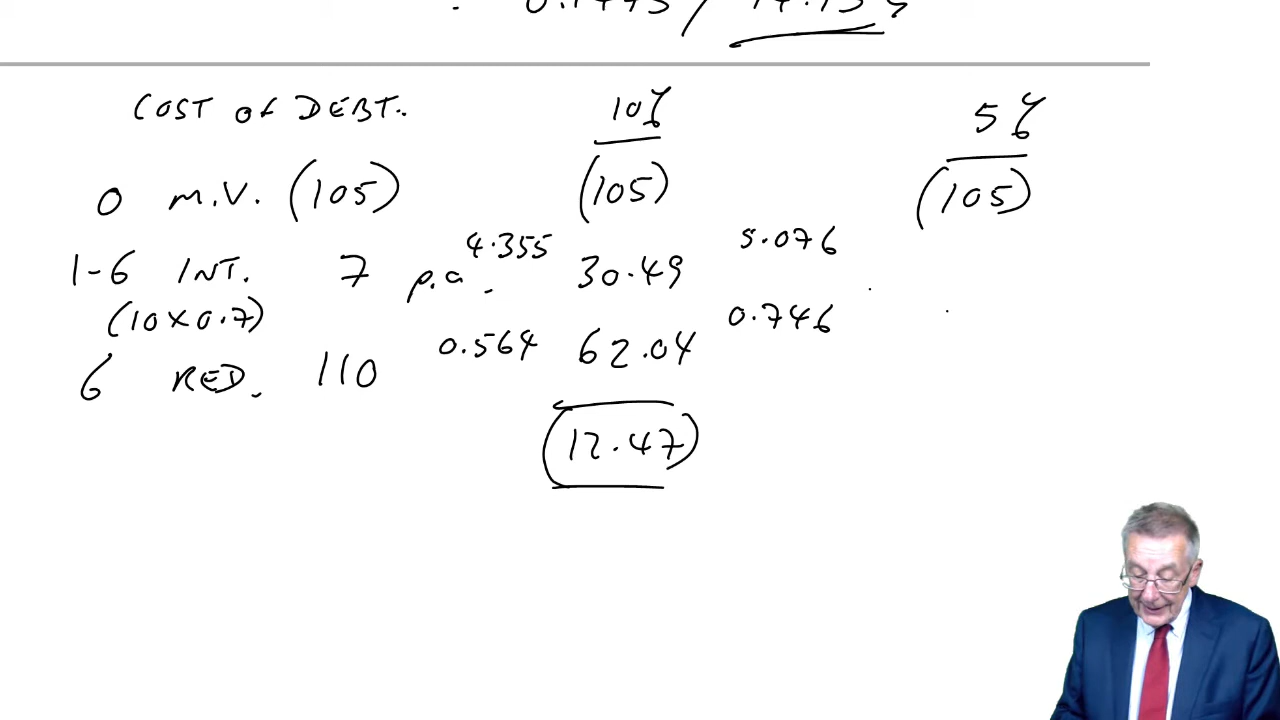 COST of DEBT. 10% 5%
0 M.V. (105) (105) (105)
1-6 INT. 7 p.a. 4.355 30.49 5.076
(10 x 0.7)
6 RED. 110 0.564 62.04 0.746
(12.47)